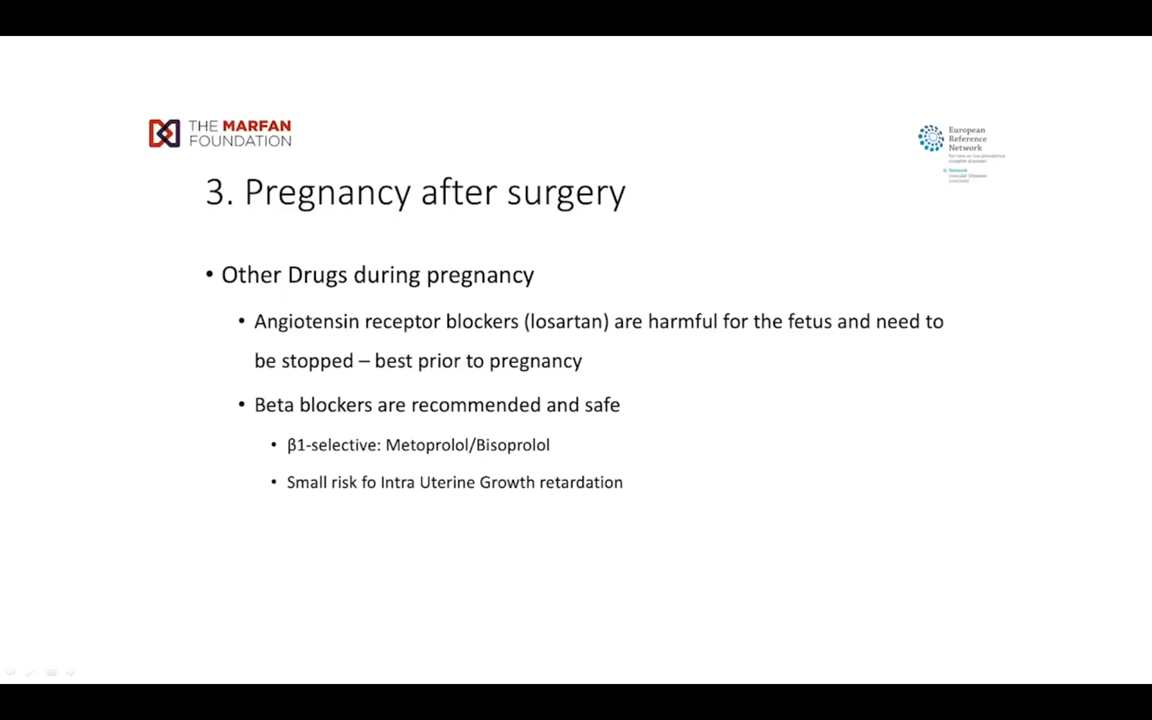 THE MARFAN
FOUNDATION
European
Reference
Network
3. Pregnancy after surgery
• Other Drugs during pregnancy
• Angiotensin receptor blockers (losartan) are harmful for the fetus and need to
be stopped – best prior to pregnancy
• Beta blockers are recommended and safe
• β1-selective: Metoprolol/Bisoprolol
• Small risk fo Intra Uterine Growth retardation